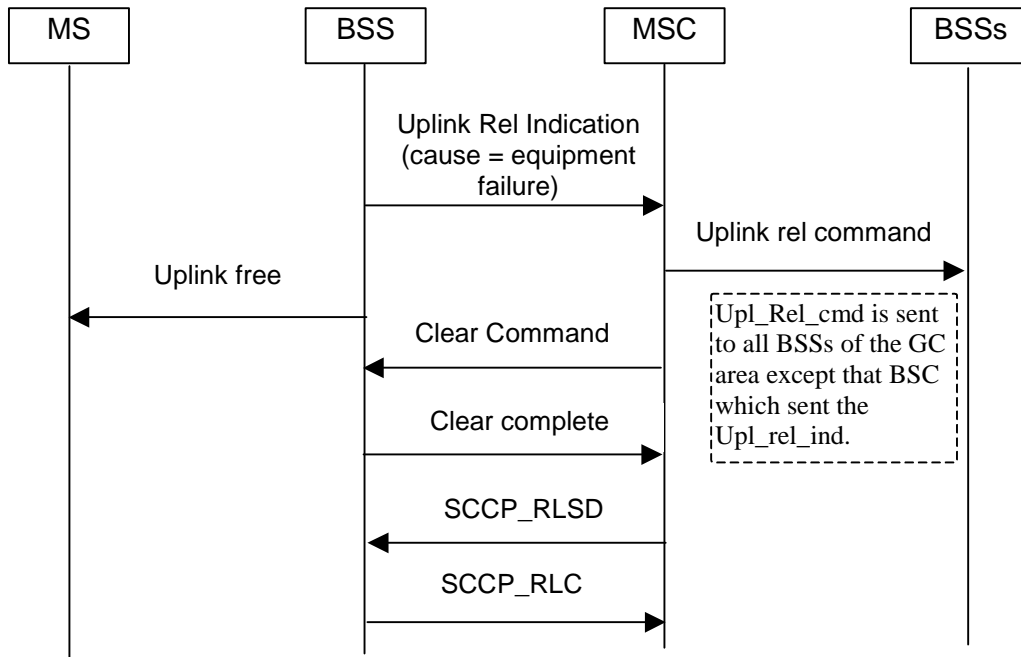 MS BSS MSC BSSs
Uplink Rel Indication
(cause = equipment
failure)
Uplink rel command
Uplink free
Upl_Rel_cmd is sent
to all BSSs of the GC
area except that BSC
which sent the
Upl_rel_ind.
Clear Command
Clear complete
SCCP_RLSD
SCCP_RLC